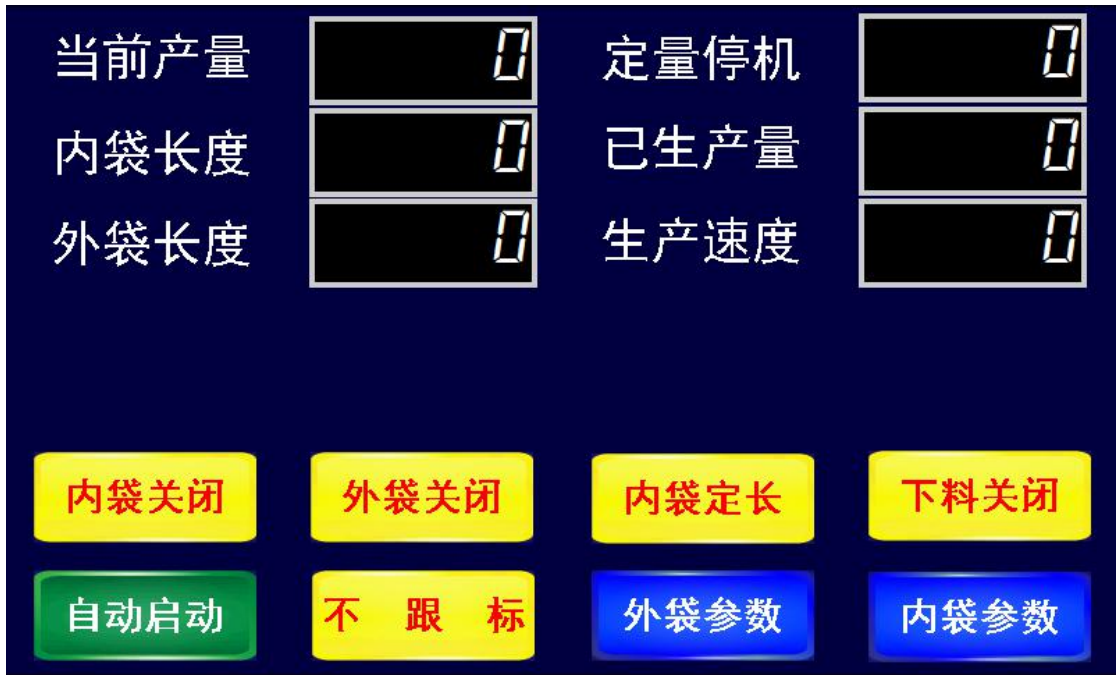 当前产量 0 定量停机 0
内袋长度 0 已生产量 0
外袋长度 0 生产速度 0
内袋关闭 外袋关闭 内袋定长 下料关闭
自动启动 不 跟 标 外袋参数 内袋参数